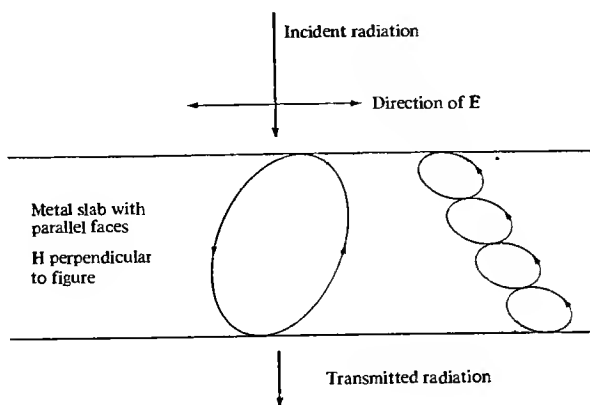 Incident radiation
Direction of E
Metal slab with
parallel faces
H perpendicular
to figure
Transmitted radiation